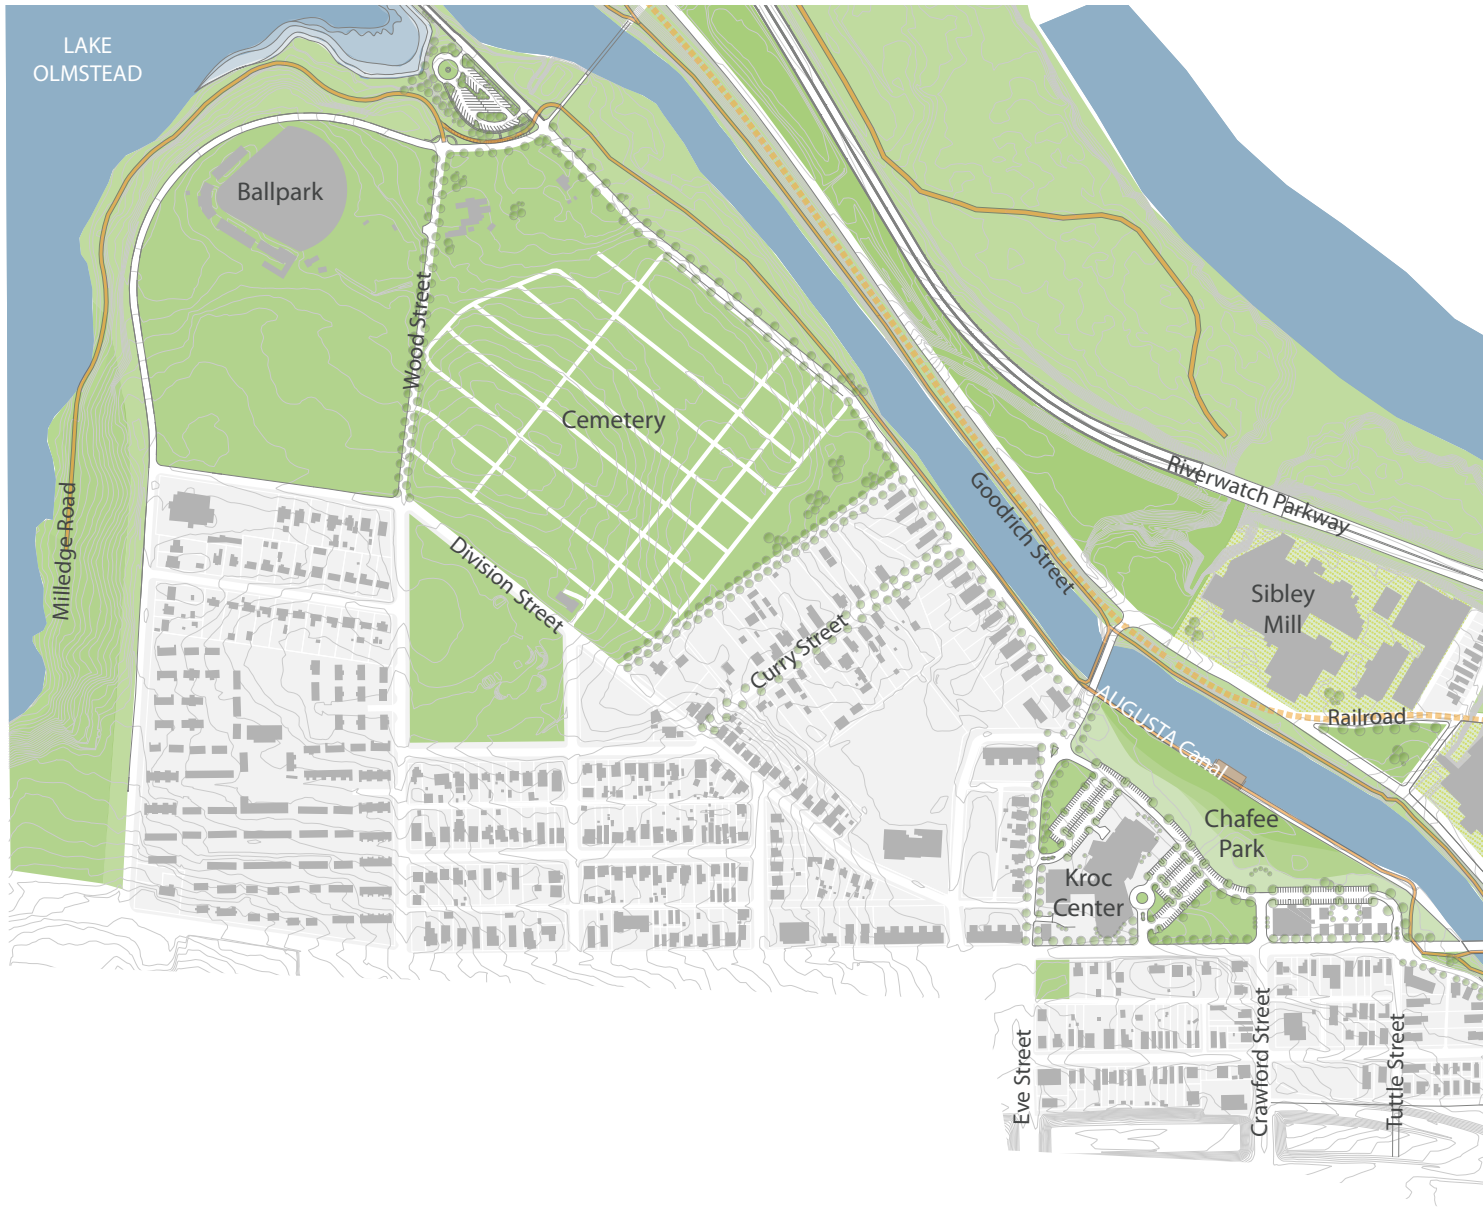 LAKE
OLMSTEAD
Ballpark
Wood Street
Cemetery
Milledge Road
Division Street
Curry Street
Goodrich Street
Riverwatch Parkway
Sibley
Mill
Railroad
AUGUSTA Canal
Chafee
Park
Kroc
Center
Eve Street
Crawford Street
Tuttle Street